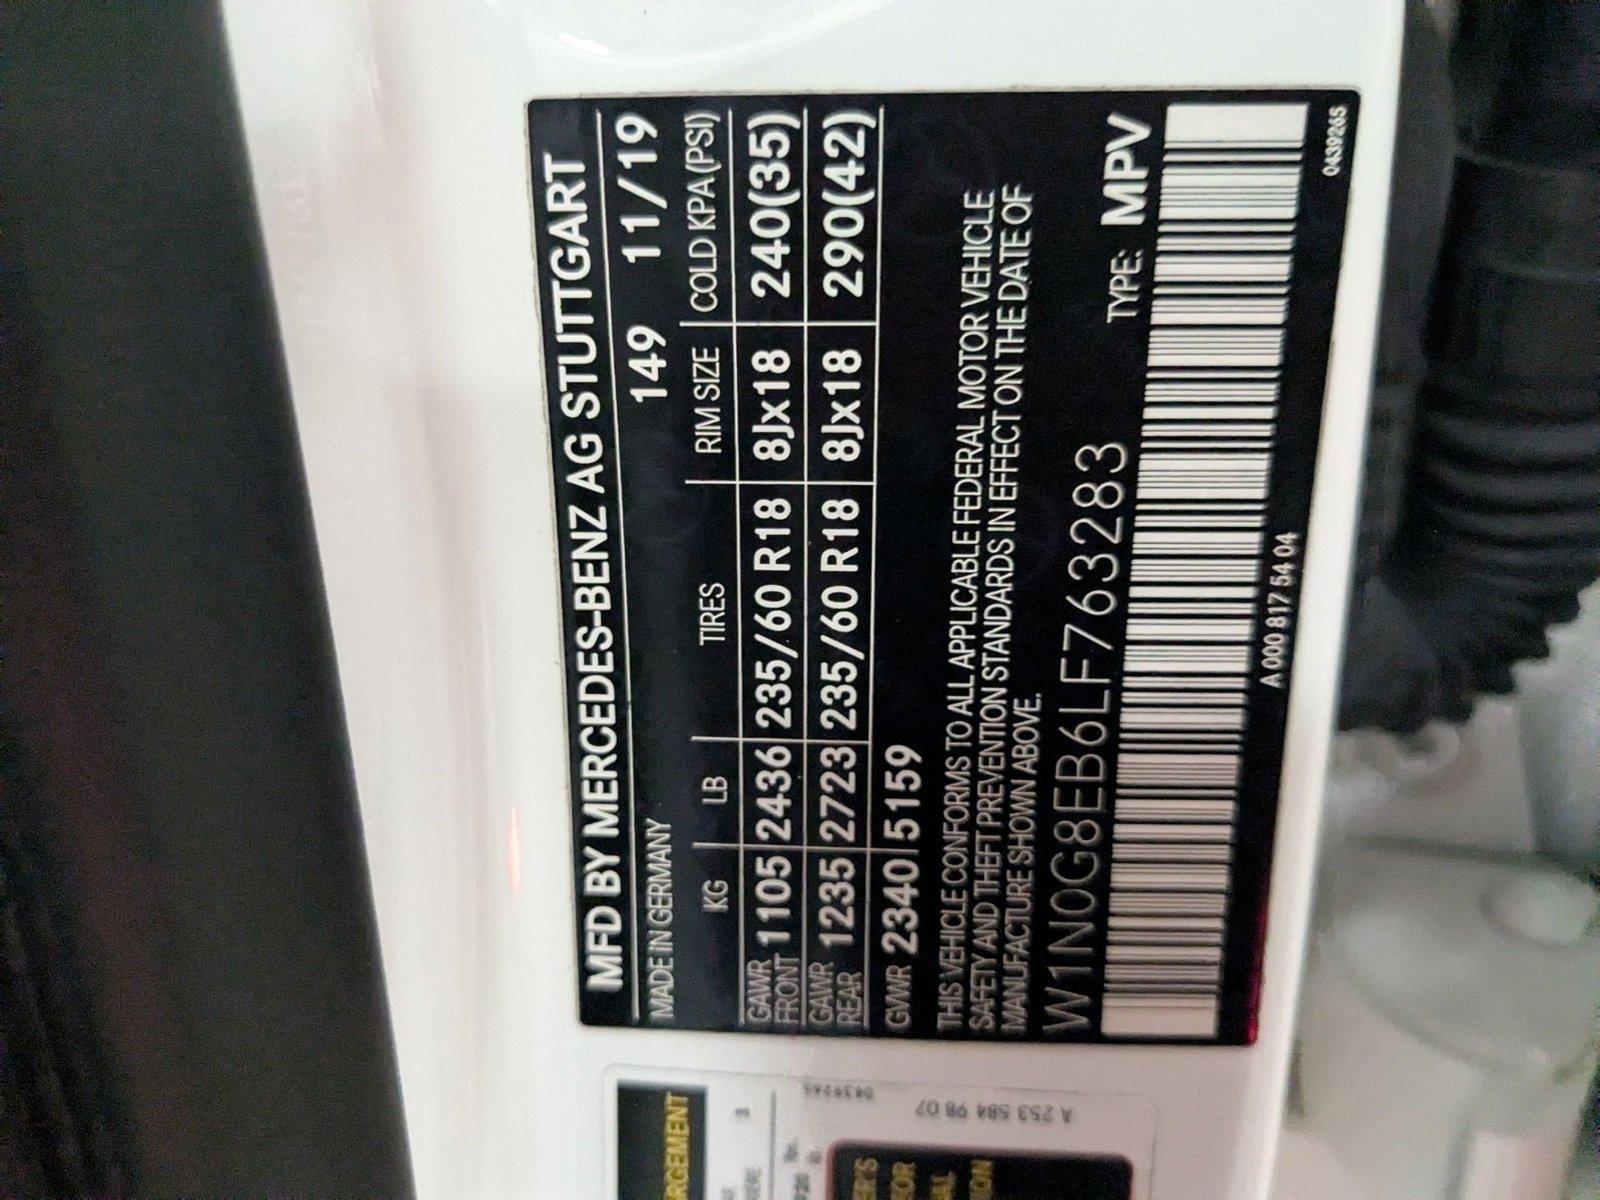 MFD BY MERCEDES-BENZ AG STUTTGART
MADE IN GERMANY 149 11/19
KG LB TIRES RIM SIZE COLD KPA(PSI)
GAWR FRONT 1105 2436 235/60 R18 8Jx18 240(35)
GAWR REAR 1235 2723 235/60 R18 8Jx18 290(42)
GVWR 2340 5159
THIS VEHICLE CONFORMS TO ALL APPLICABLE FEDERAL MOTOR VEHICLE
SAFETY AND THEFT PREVENTION STANDARDS IN EFFECT ON THE DATE OF
MANUFACTURE SHOWN ABOVE.
W1N0G8EB6LF763283 TYPE: MPV
A 000 817 54 04
0439265
RGEMENT
3
0439265
A 253 584 98 07